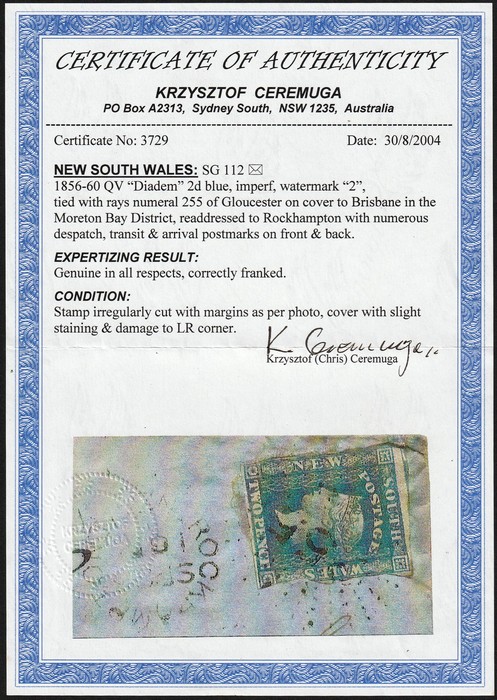 CERTIFICATE OF AUTHENTICITY
KRZYSZTOF CEREMUGA
PO Box A2313, Sydney South, NSW 1235, Australia
Certificate No: 3729 Date: 30/8/2004
NEW SOUTH WALES: SG 112 ✉
1856-60 QV “Diadem” 2d blue, imperf, watermark “2”,
tied with rays numeral 255 of Gloucester on cover to Brisbane in the
Moreton Bay District, readdressed to Rockhampton with numerous
despatch, transit & arrival postmarks on front & back.
EXPERTIZING RESULT:
Genuine in all respects, correctly franked.
CONDITION:
Stamp irregularly cut with margins as per photo, cover with slight
staining & damage to LR corner.
K. Ceremuga
Krzysztof (Chris) Ceremuga
NEW
SOUTH
WALES
POSTAGE
TWO PENCE
ROCK